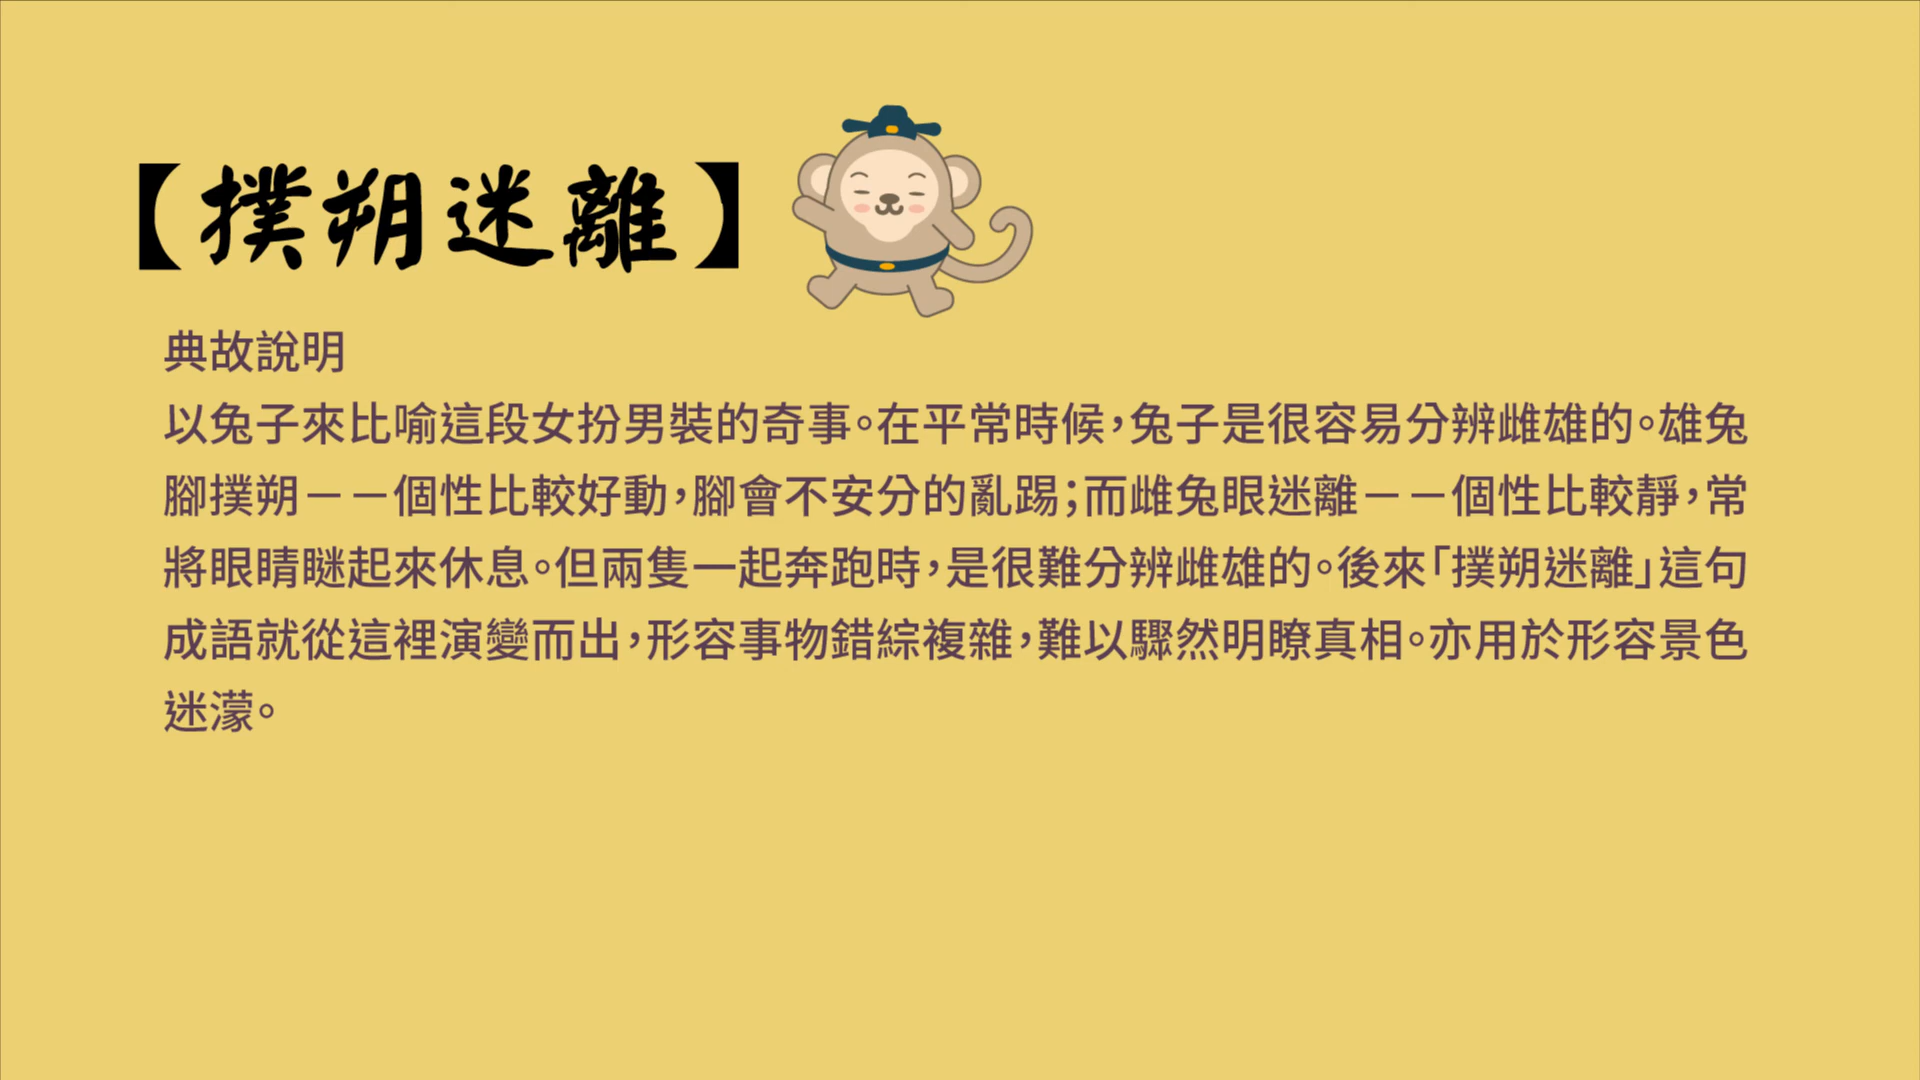 【撲朔迷離】
典故說明
以兔子來比喻這段女扮男裝的奇事。在平常時候，兔子是很容易分辨雌雄的。雄兔
腳撲朔－－個性比較好動，腳會不安分的亂踢；而雌兔眼迷離－－個性比較靜，常
將眼睛瞇起來休息。但兩隻一起奔跑時，是很難分辨雌雄的。後來「撲朔迷離」這句
成語就從這裡演變而出，形容事物錯綜複雜，難以驟然明瞭真相。亦用於形容景色
迷濛。